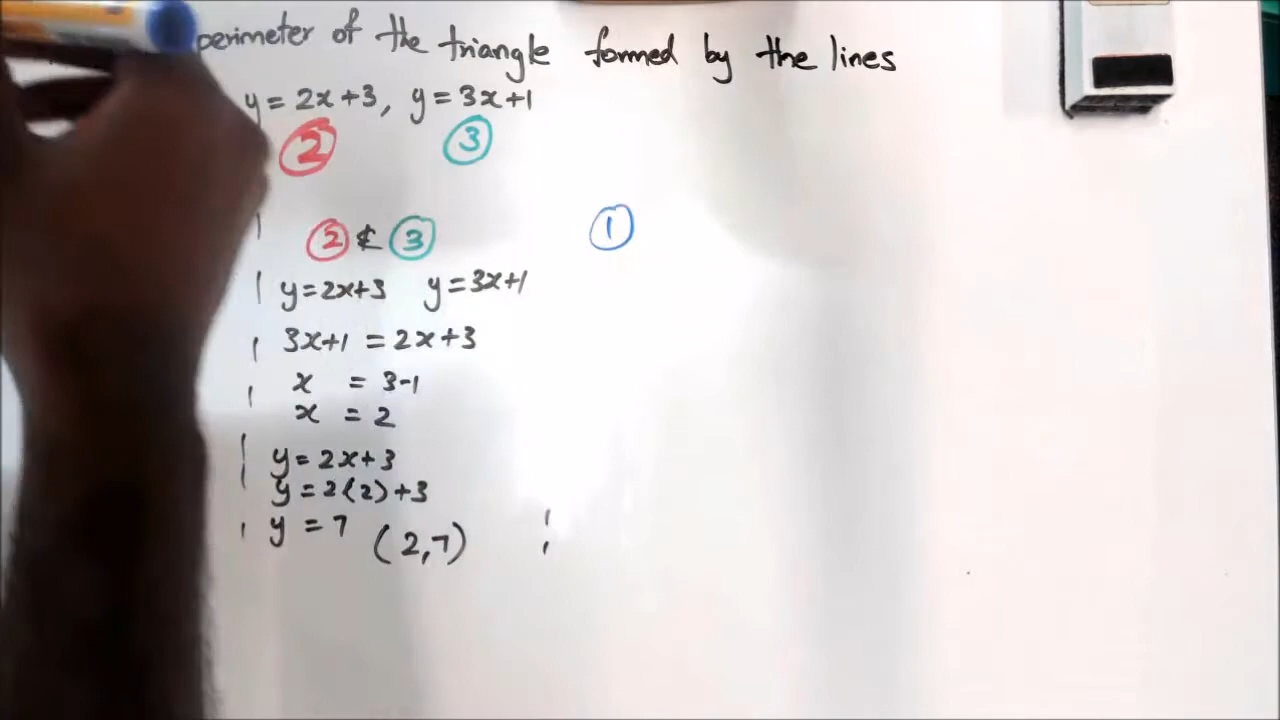 perimeter of the triangle formed by the lines
y = 2x+3, y = 3x+1
2 3
2 & 3 1
y=2x+3 y=3x+1
3x+1 = 2x+3
x = 3-1
x = 2
y = 2x+3
y = 2(2)+3
y = 7 (2,7)